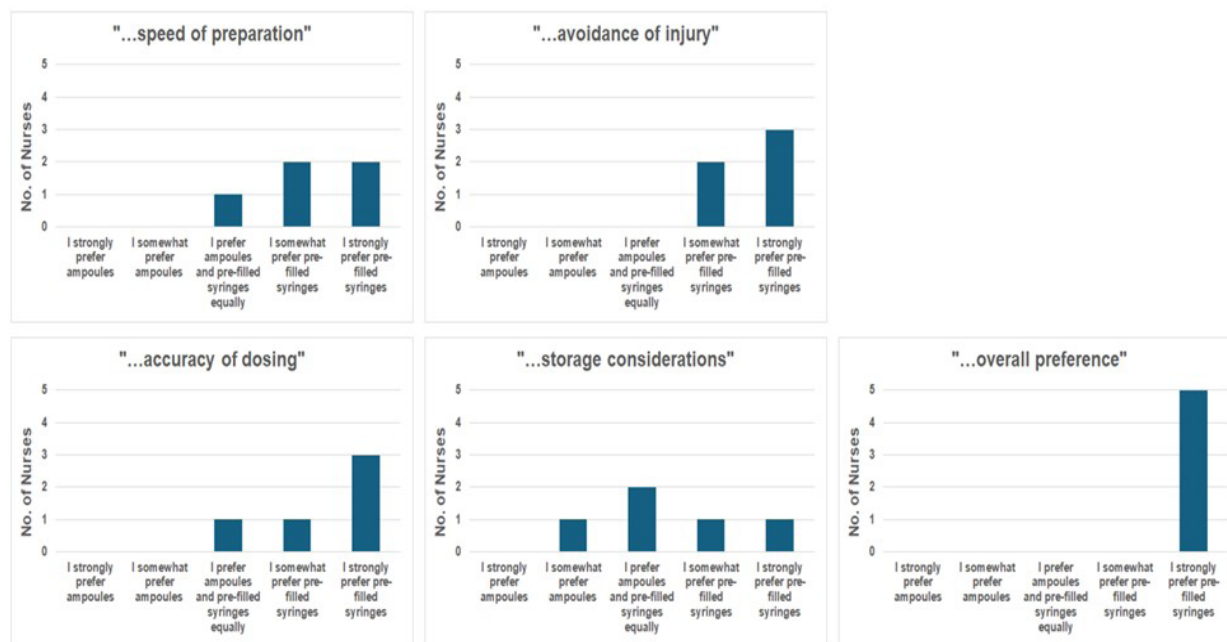 "...speed of preparation"
No. of Nurses
5
4
3
2
1
0
I strongly
prefer
ampoules
I somewhat
prefer
ampoules
I prefer
ampoules
and pre-filled
syringes
equally
I somewhat
prefer pre-
filled
syringes
I strongly
prefer pre-
filled
syringes
"...avoidance of injury"
No. of Nurses
5
4
3
2
1
0
I strongly
prefer
ampoules
I somewhat
prefer
ampoules
I prefer
ampoules
and pre-filled
syringes
equally
I somewhat
prefer pre-
filled
syringes
I strongly
prefer pre-
filled
syringes
"...accuracy of dosing"
No. of Nurses
5
4
3
2
1
0
I strongly
prefer
ampoules
I somewhat
prefer
ampoules
I prefer
ampoules
and pre-filled
syringes
equally
I somewhat
prefer pre-
filled
syringes
I strongly
prefer pre-
filled
syringes
"...storage considerations"
No. of Nurses
5
4
3
2
1
0
I strongly
prefer
ampoules
I somewhat
prefer
ampoules
I prefer
ampoules
and pre-filled
syringes
equally
I somewhat
prefer pre-
filled
syringes
I strongly
prefer pre-
filled
syringes
"...overall preference"
No. of Nurses
5
4
3
2
1
0
I strongly
prefer
ampoules
I somewhat
prefer
ampoules
I prefer
ampoules
and pre-filled
syringes
equally
I somewhat
prefer pre-
filled
syringes
I strongly
prefer pre-
filled
syringes